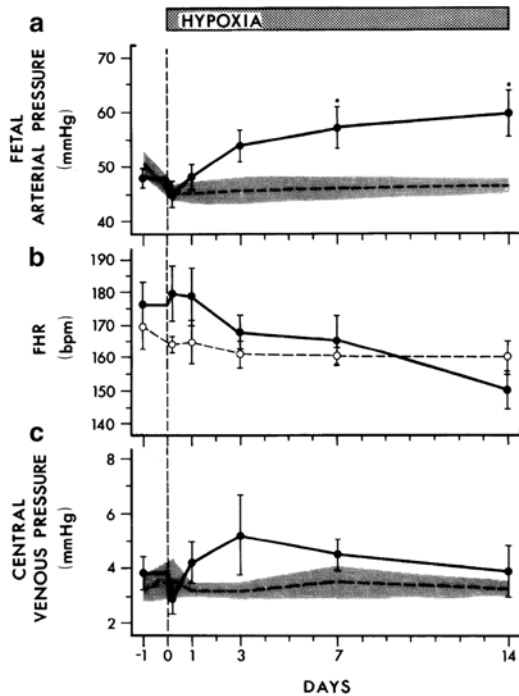 HYPOXIA
a
FETAL
ARTERIAL PRESSURE
(mmHg)
70
60
50
40
*
*
b
FHR
(bpm)
190
180
170
160
150
140
c
CENTRAL
VENOUS PRESSURE
(mmHg)
8
6
4
2
-1 0 1 3 7 14
DAYS